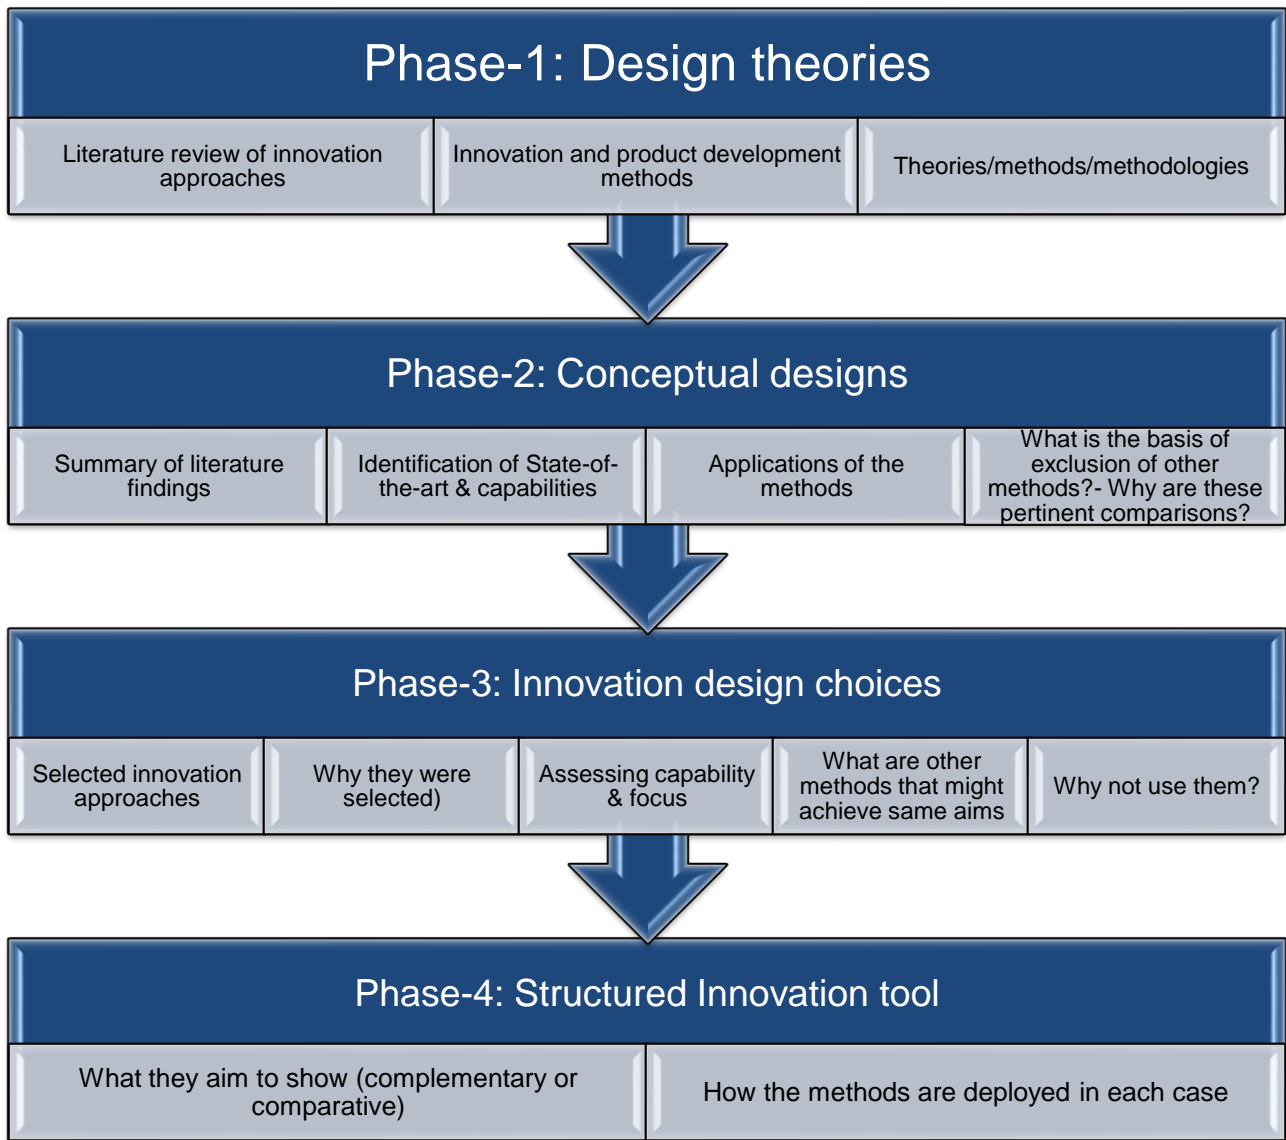 Phase-1: Design theories
Literature review of innovation
approaches
Innovation and product development
methods
Theories/methods/methodologies
Phase-2: Conceptual designs
Summary of literature
findings
Identification of State-of-
the-art & capabilities
Applications of the
methods
What is the basis of
exclusion of other
methods?- Why are these
pertinent comparisons?
Phase-3: Innovation design choices
Selected innovation
approaches
Why they were
selected)
Assessing capability
& focus
What are other
methods that might
achieve same aims
Why not use them?
Phase-4: Structured Innovation tool
What they aim to show (complementary or
comparative)
How the methods are deployed in each case